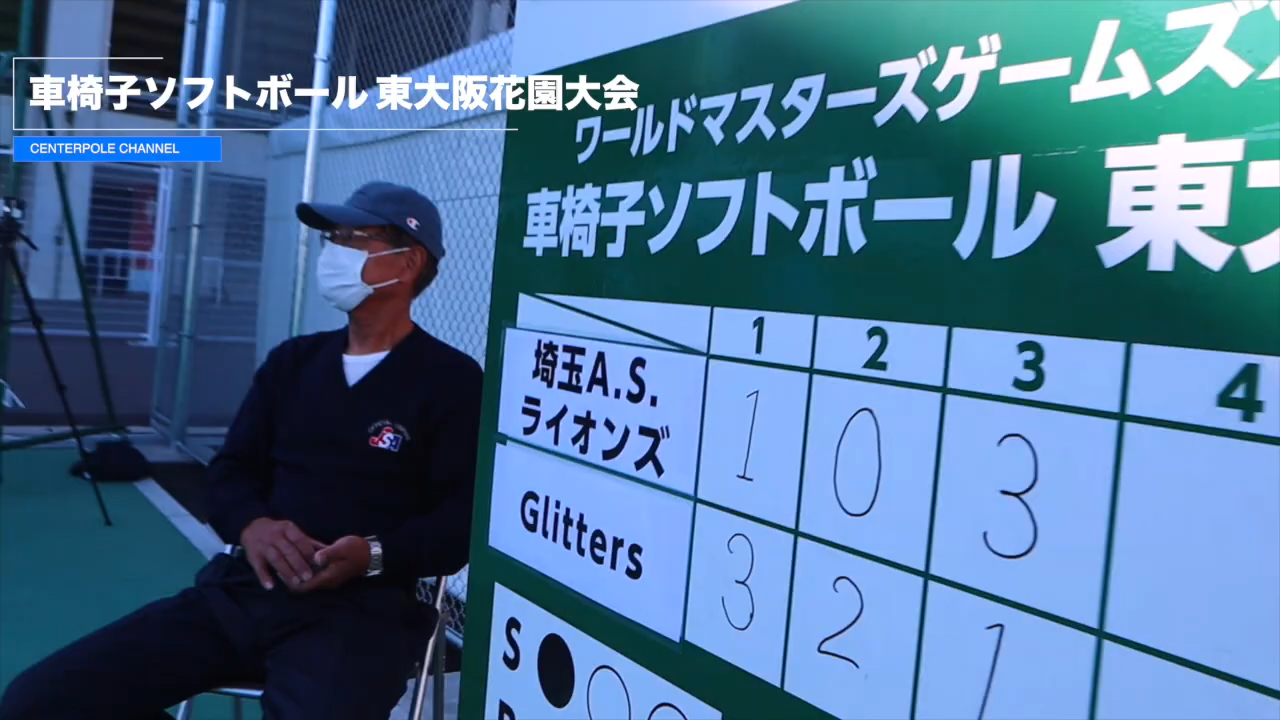 車椅子ソフトボール 東大阪花園大会
CENTERPOLE CHANNEL
ワールドマスターズゲームズ
車椅子ソフトボール 東大
1 2 3 4
埼玉A.S.
ライオンズ
1 0 3
Glitters
3 2 1
S